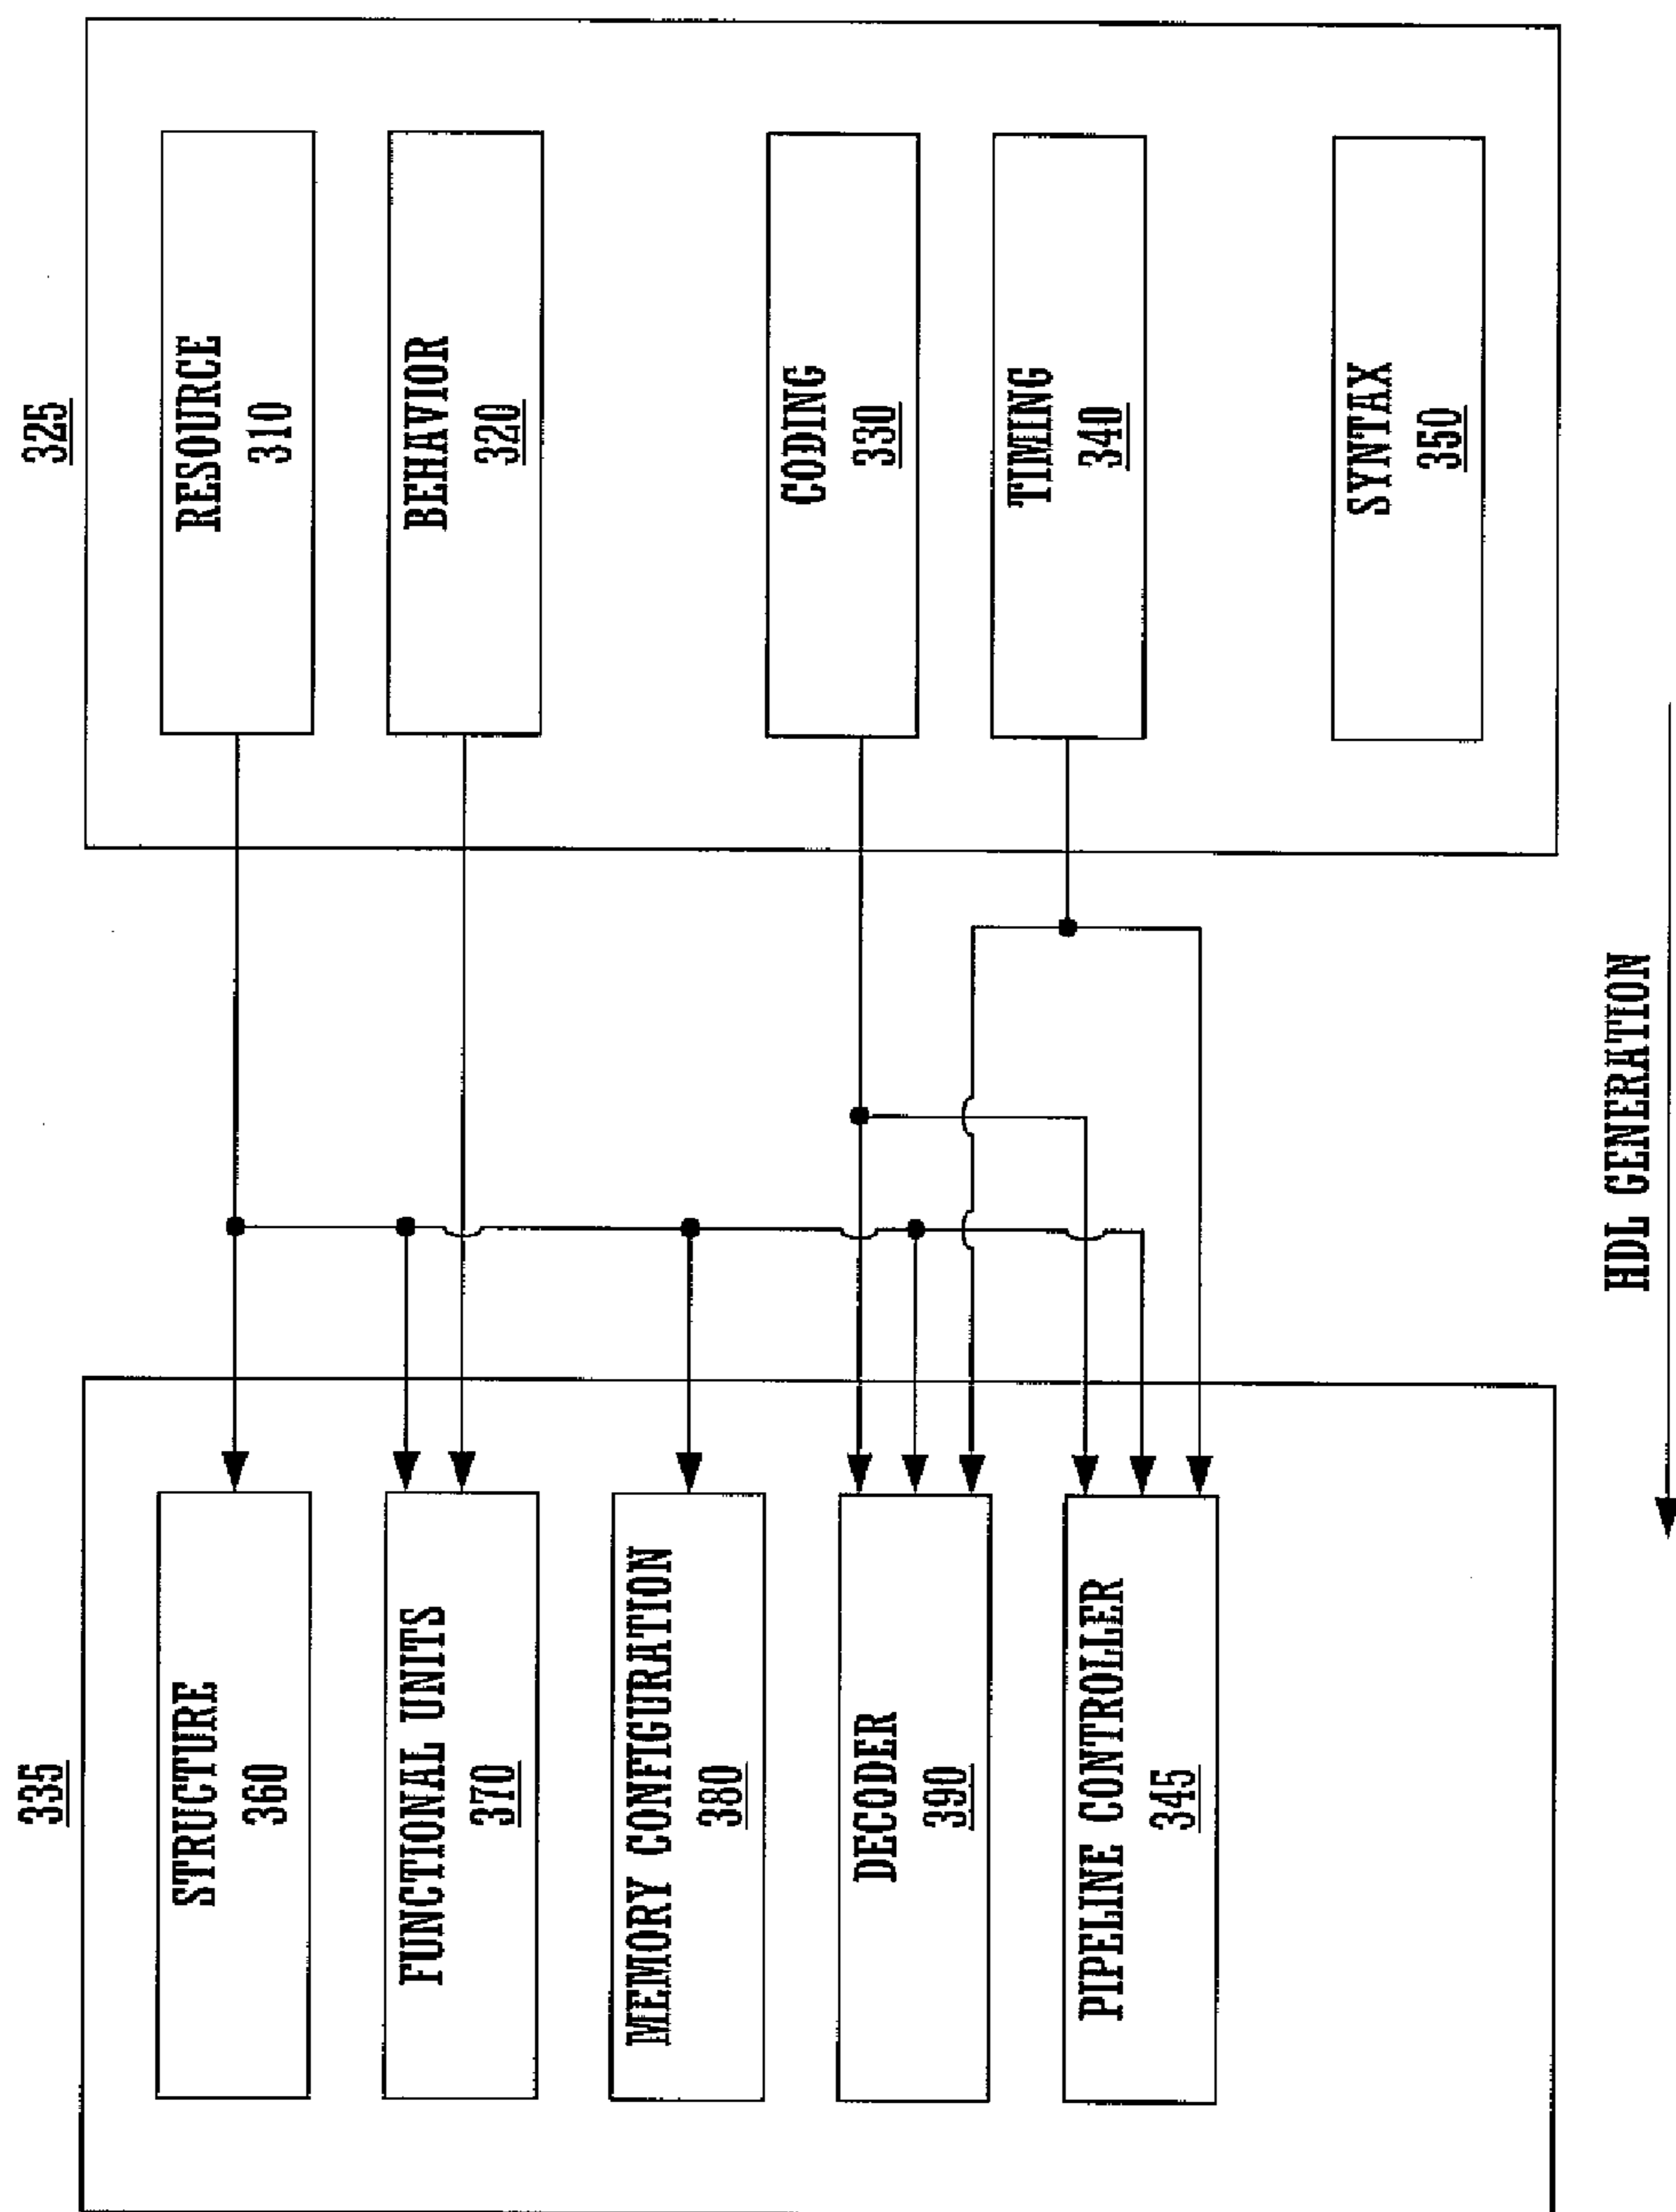 325
RESOURCE
310
BEHAVIOR
320
CODING
330
TIMING
340
SYNTAX
350
HDL GENERATION
335
STRUCTURE
360
FUNCTIONAL UNITS
370
MEMORY CONFIGURATION
380
DECODER
390
PIPELINE CONTROLLER
345